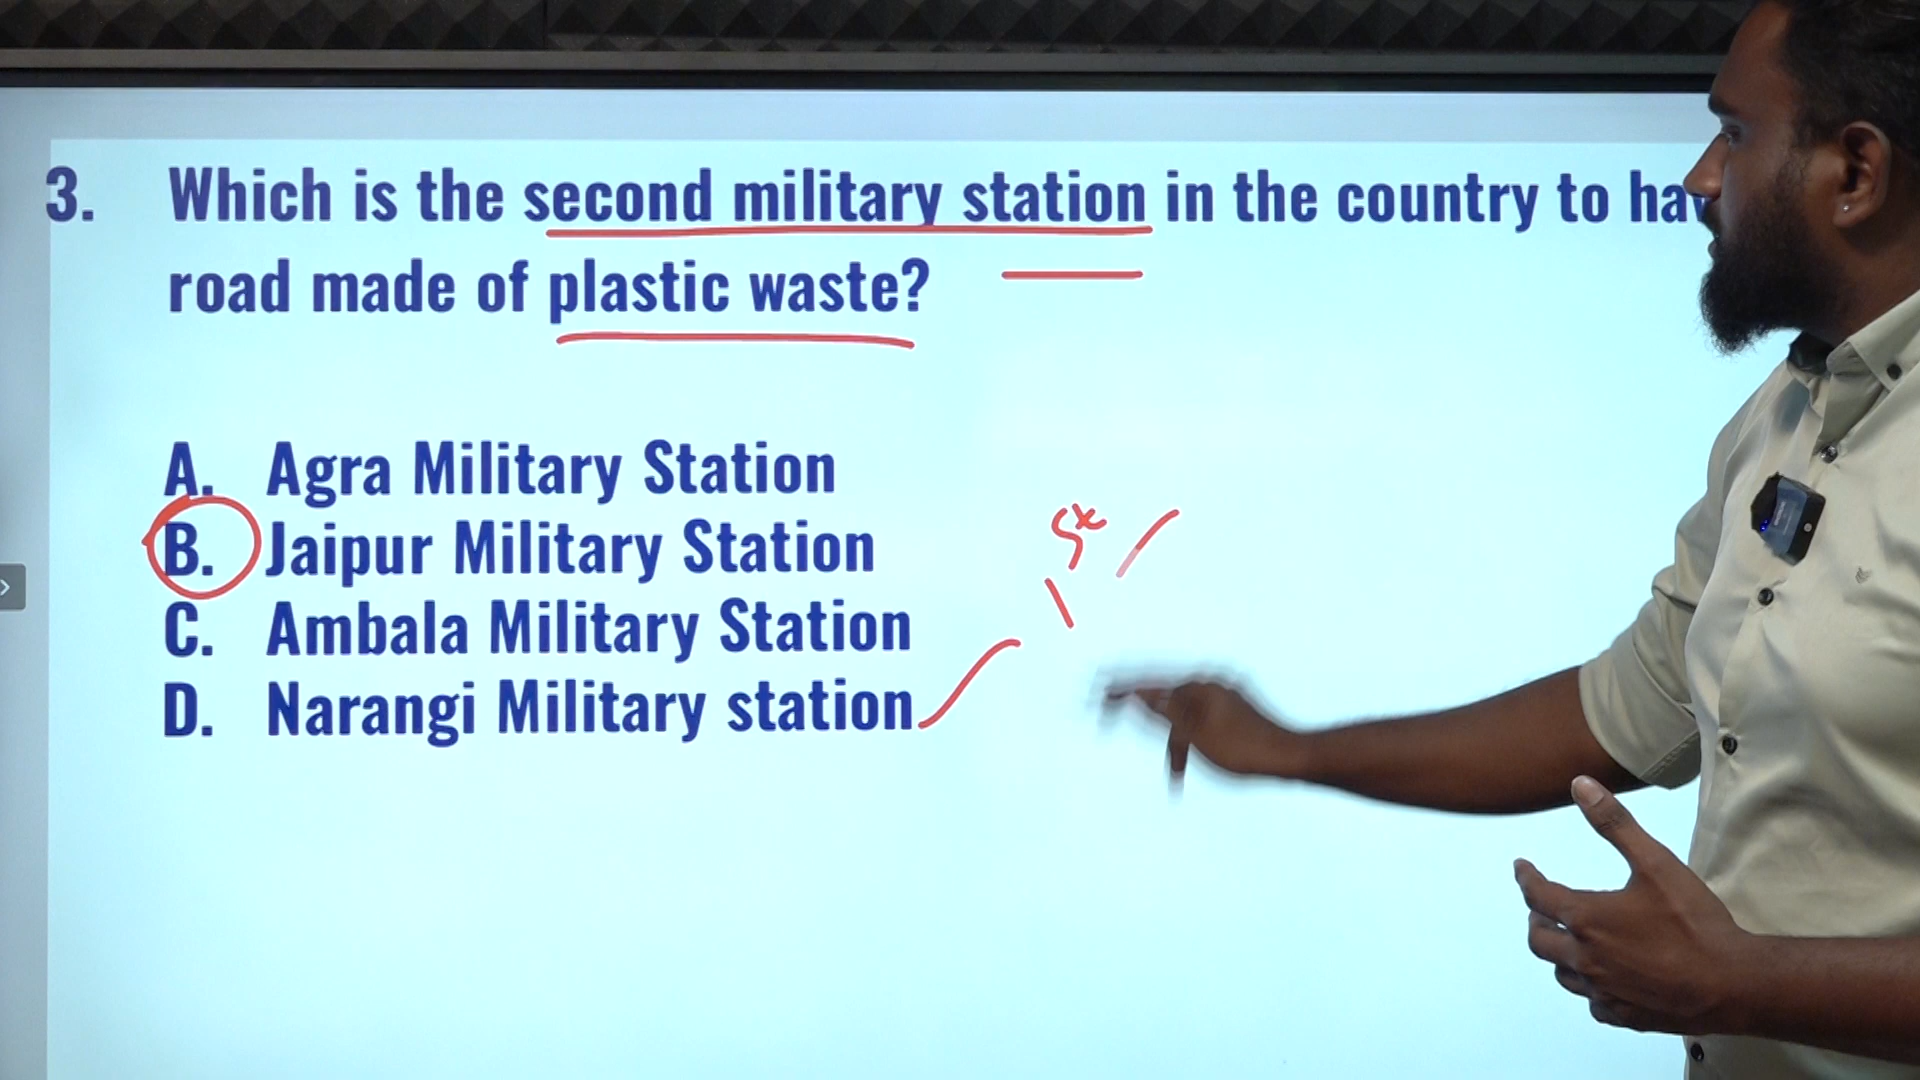 3. Which is the second military station in the country to hav
road made of plastic waste?
A. Agra Military Station
B. Jaipur Military Station
C. Ambala Military Station
D. Narangi Military station